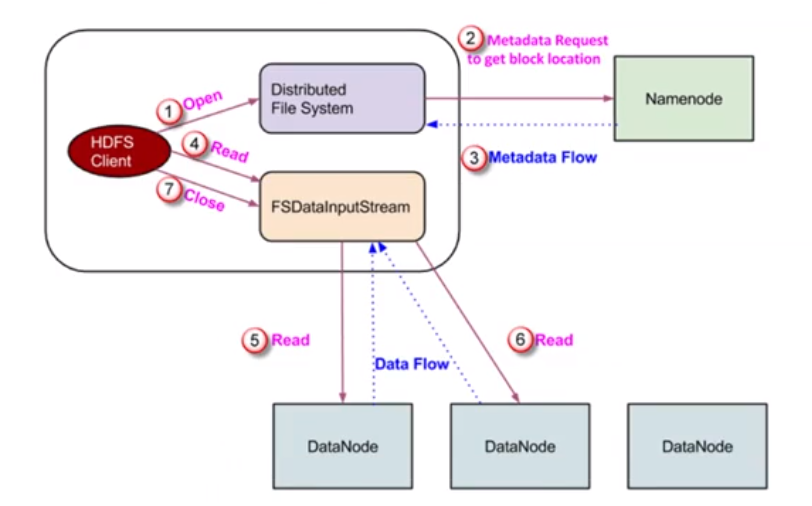 2 Metadata Request
to get block location
Distributed
File System
Namenode
1 Open
HDFS
Client
4 Read
3 Metadata Flow
7 Close
FSDataInputStream
5 Read
6 Read
Data Flow
DataNode
DataNode
DataNode